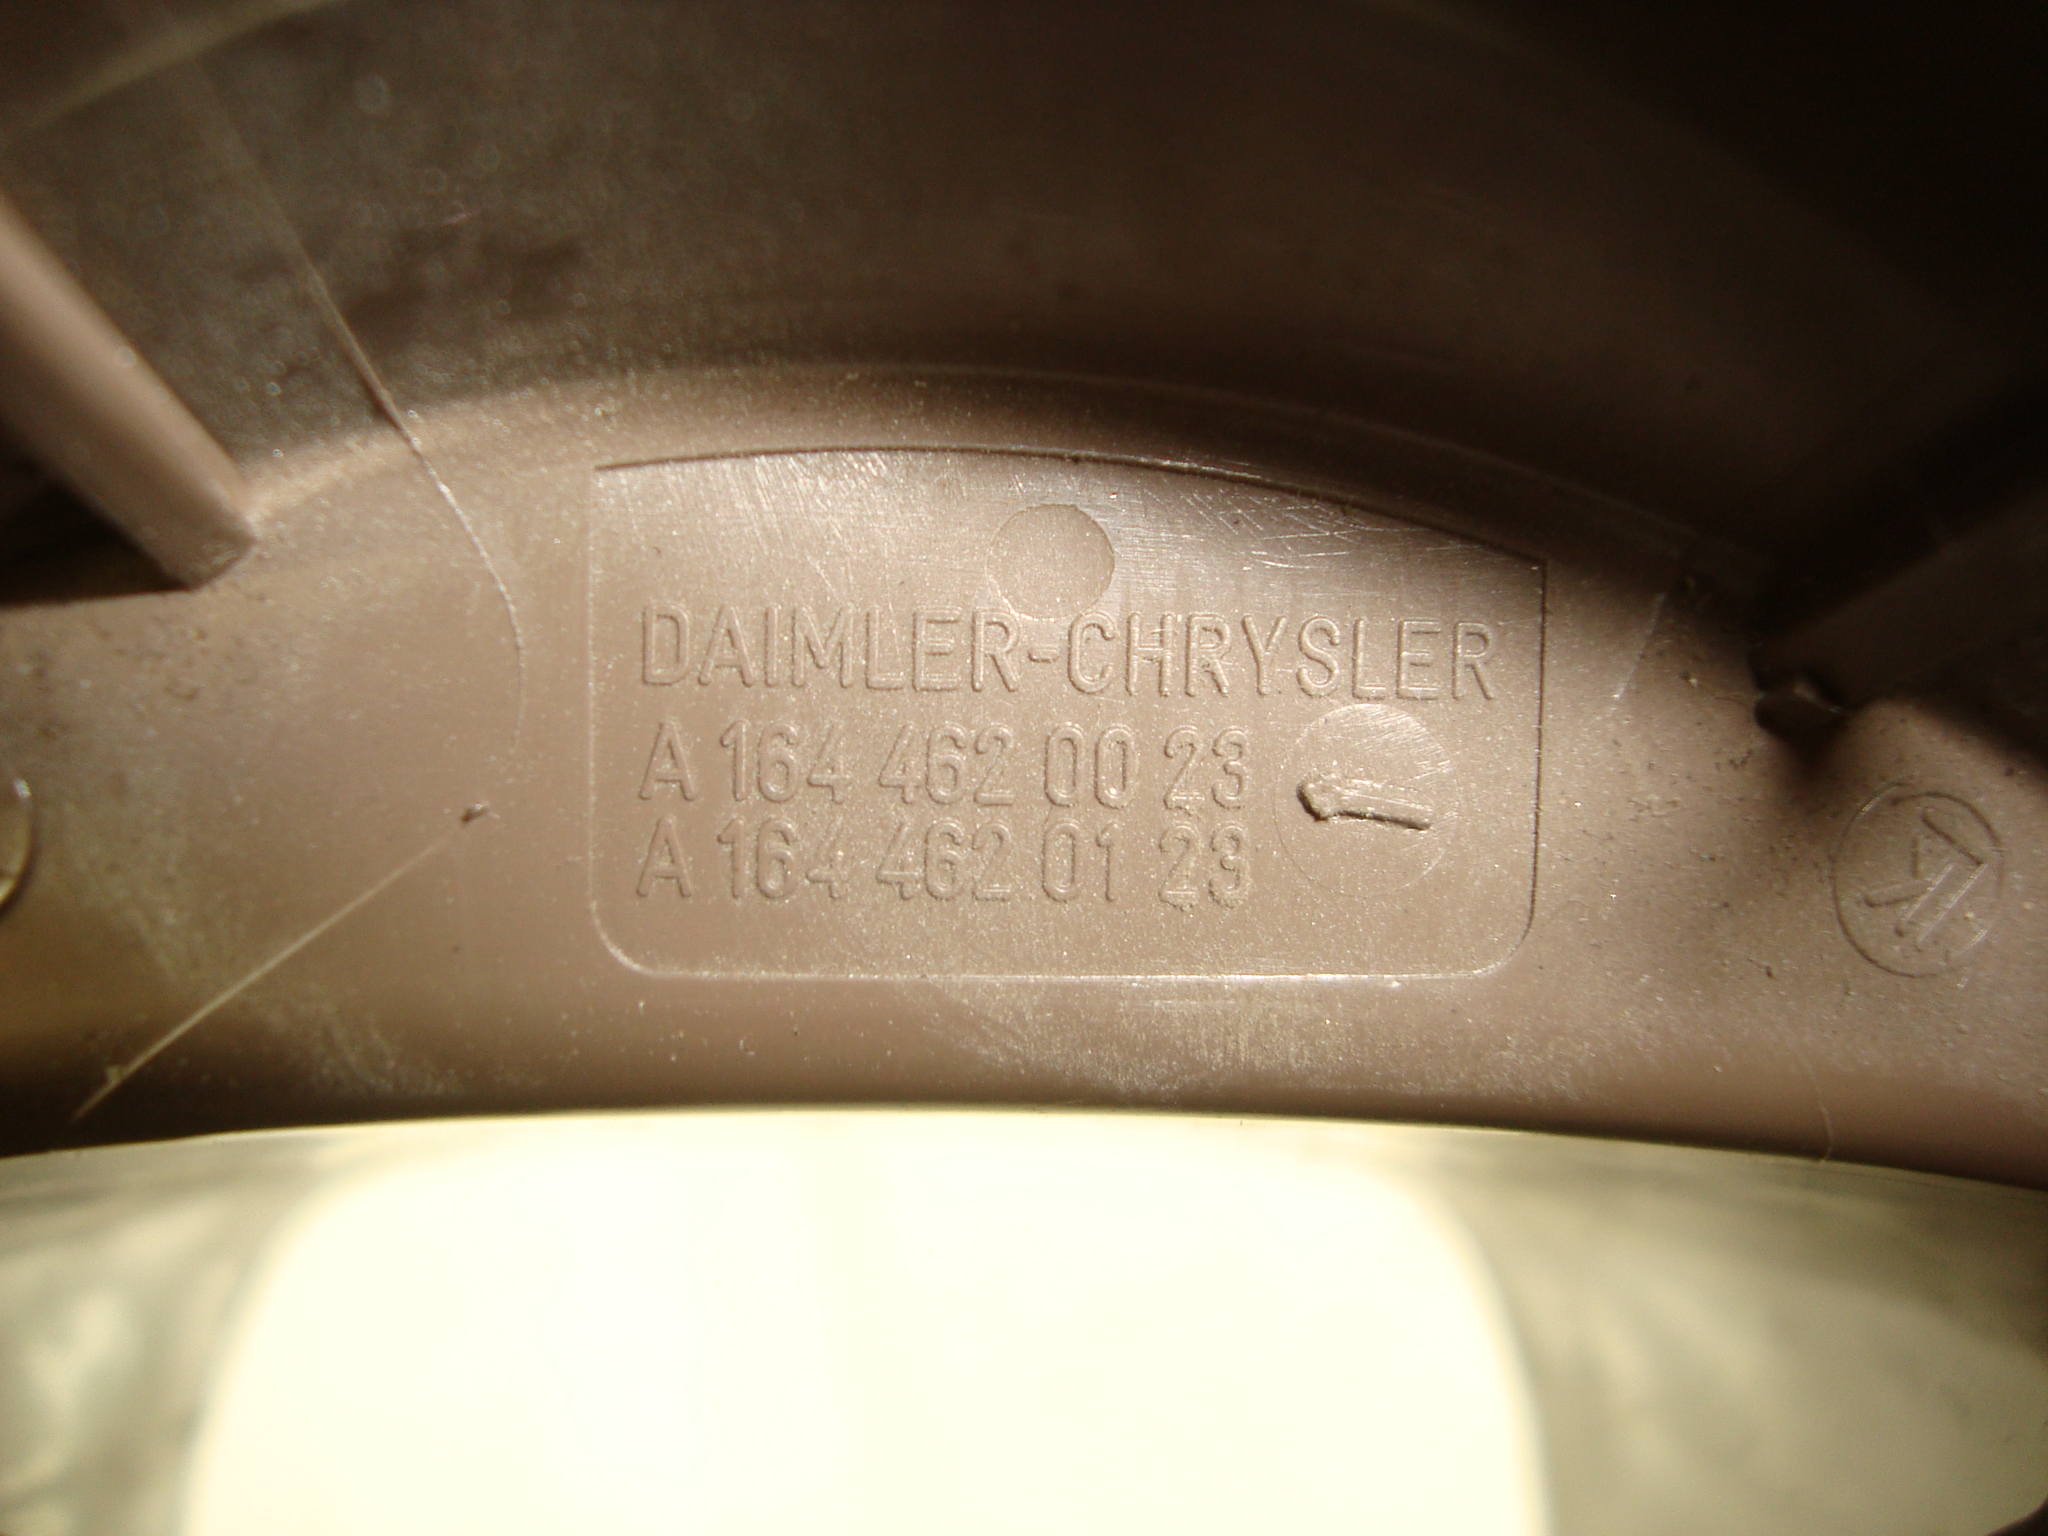 DAIMLER-CHRYSLER
A 164 462 00 23
A 164 462 01 23